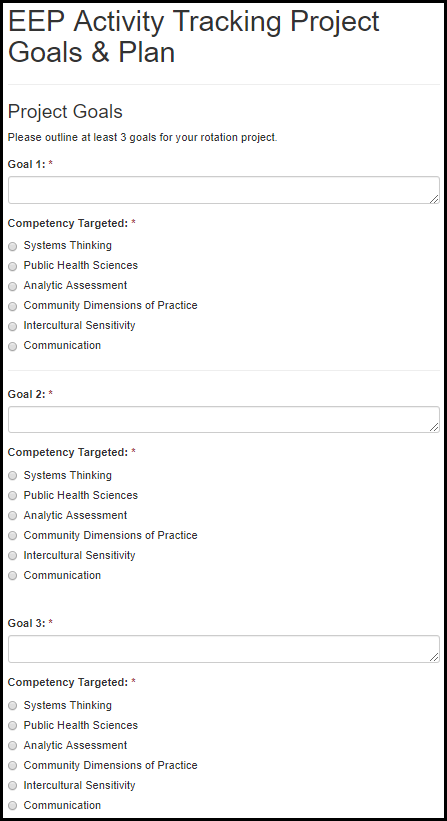 EEP Activity Tracking Project
Goals & Plan
Project Goals
Please outline at least 3 goals for your rotation project.
Goal 1: *
Competency Targeted: *
Systems Thinking
Public Health Sciences
Analytic Assessment
Community Dimensions of Practice
Intercultural Sensitivity
Communication
Goal 2: *
Competency Targeted: *
Systems Thinking
Public Health Sciences
Analytic Assessment
Community Dimensions of Practice
Intercultural Sensitivity
Communication
Goal 3: *
Competency Targeted: *
Systems Thinking
Public Health Sciences
Analytic Assessment
Community Dimensions of Practice
Intercultural Sensitivity
Communication